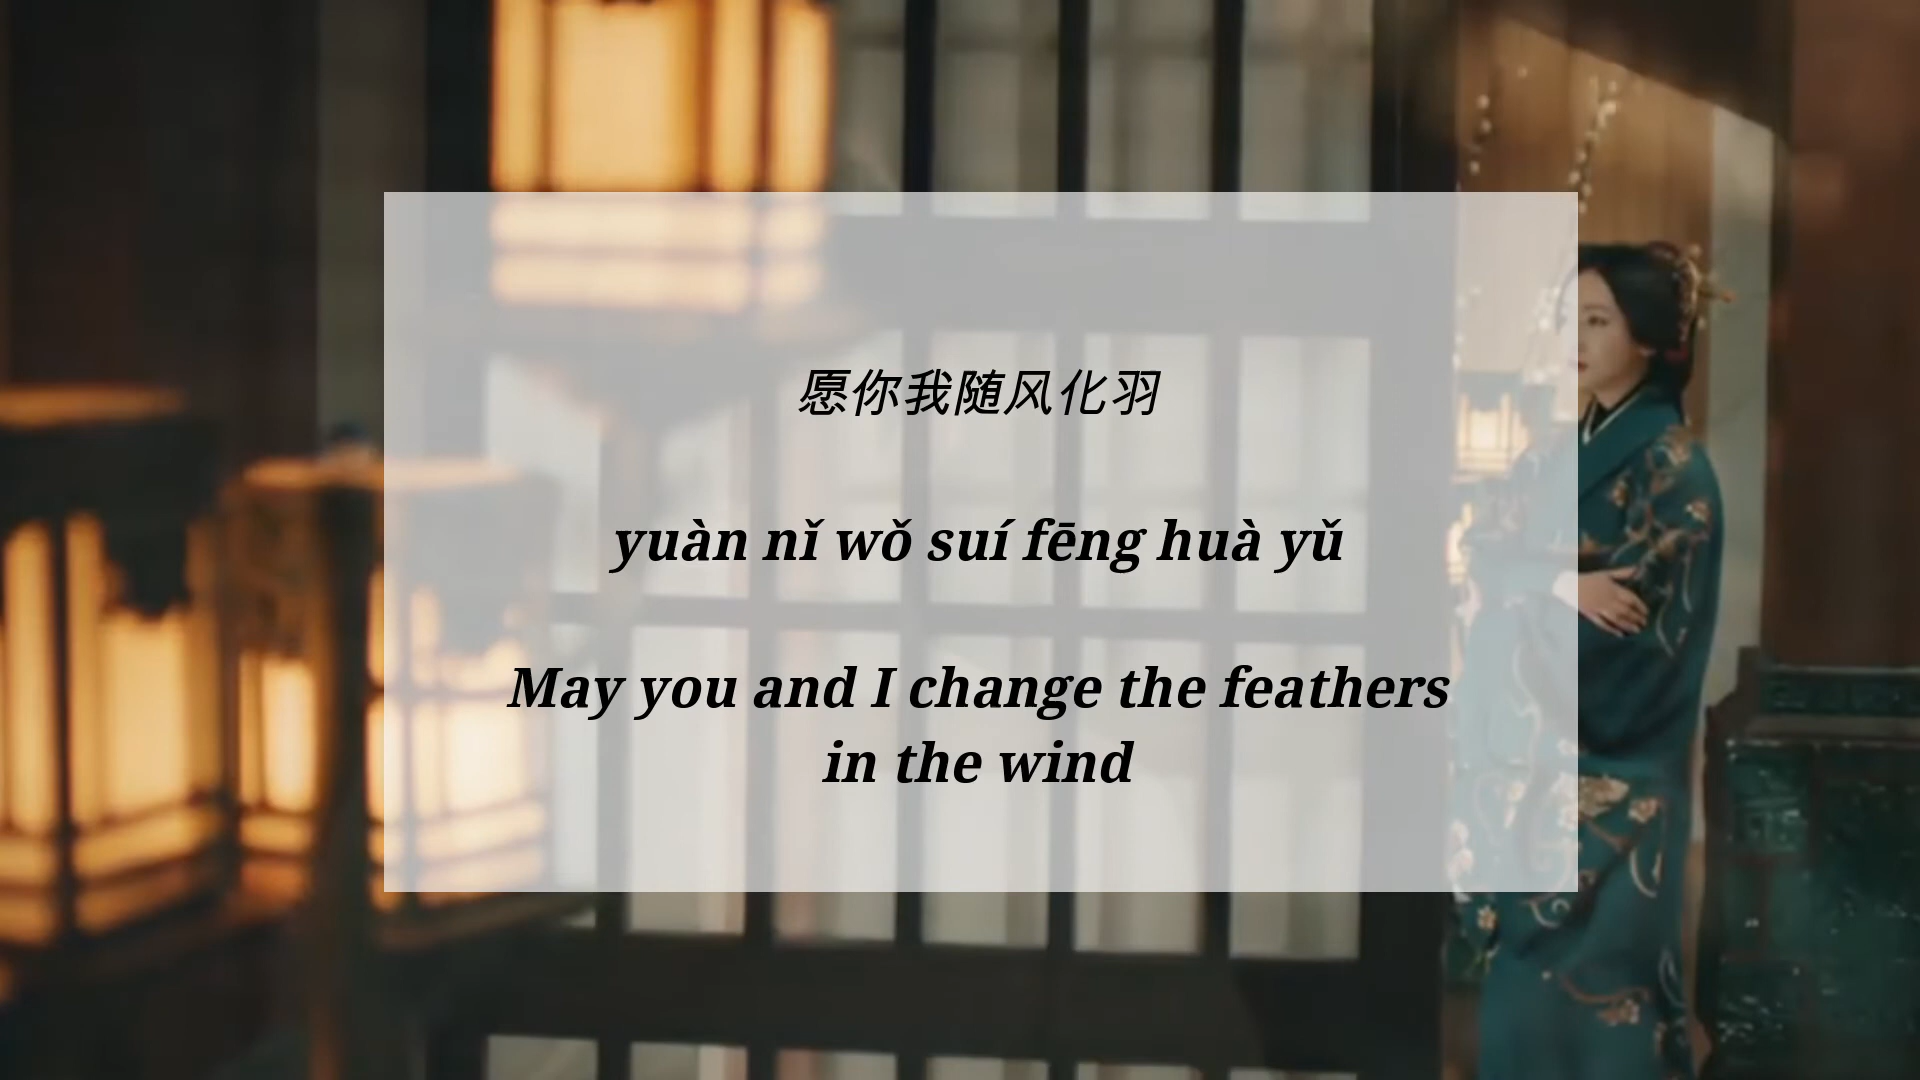 愿你我随风化羽
yuàn nǐ wǒ suí fēng huà yǔ
May you and I change the feathers
in the wind